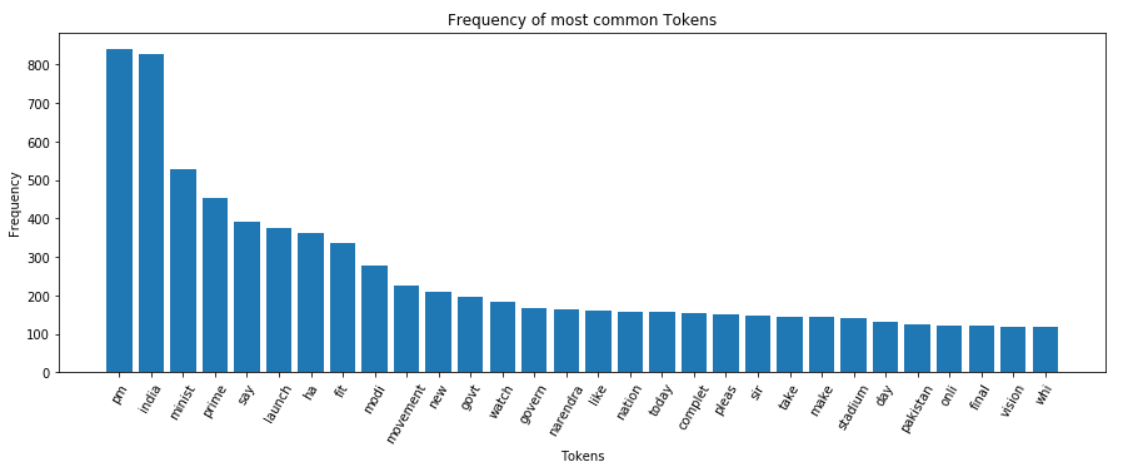 Frequency of most common Tokens
Frequency
800
700
600
500
400
300
200
100
0
pm
india
minist
prime
say
launch
ha
fit
modi
movement
new
govt
watch
govern
narendra
like
nation
today
complet
pleas
sir
take
make
stadium
day
pakistan
onli
final
vision
whi
Tokens